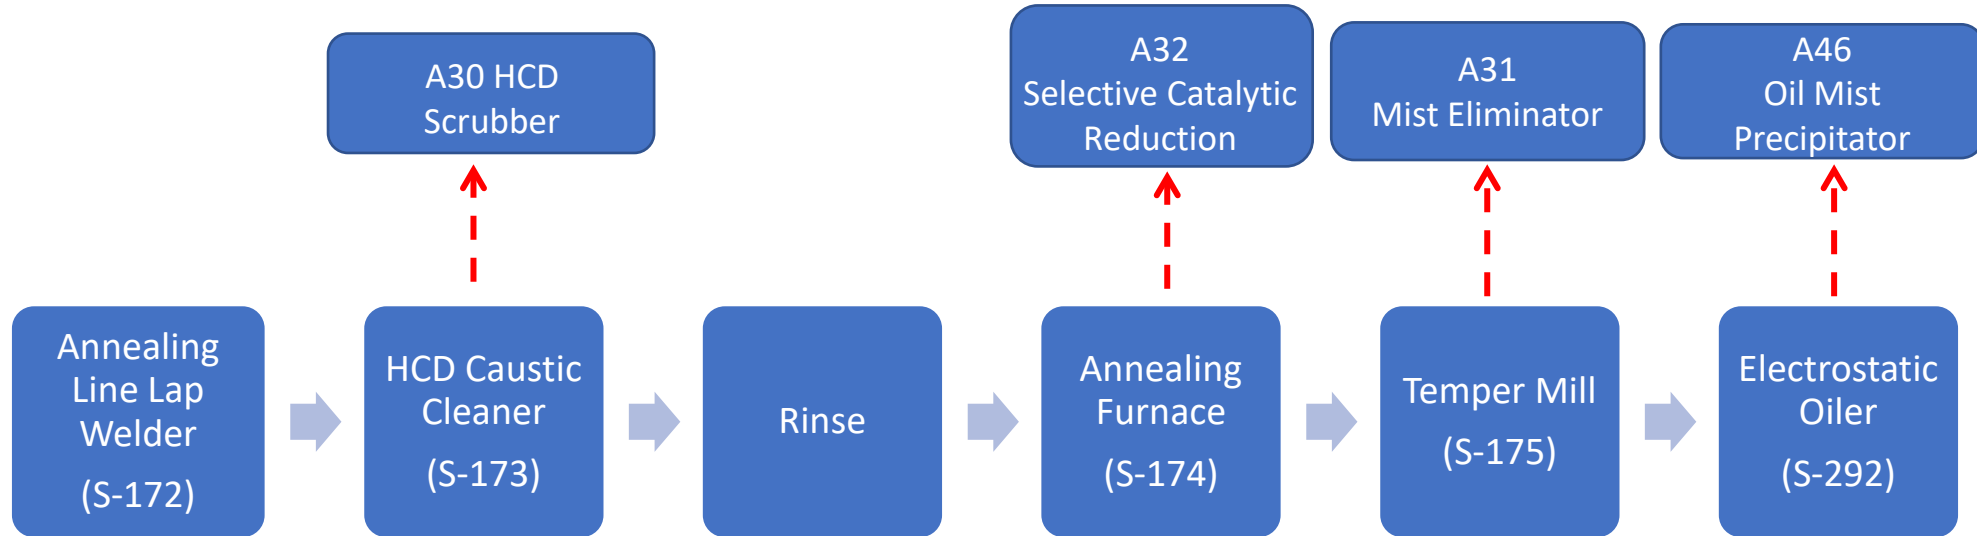 A30 HCD
Scrubber
A32
Selective Catalytic
Reduction
A31
Mist Eliminator
A46
Oil Mist
Precipitator
Annealing
Line Lap
Welder
(S-172)
HCD Caustic
Cleaner
(S-173)
Rinse
Annealing
Furnace
(S-174)
Temper Mill
(S-175)
Electrostatic
Oiler
(S-292)